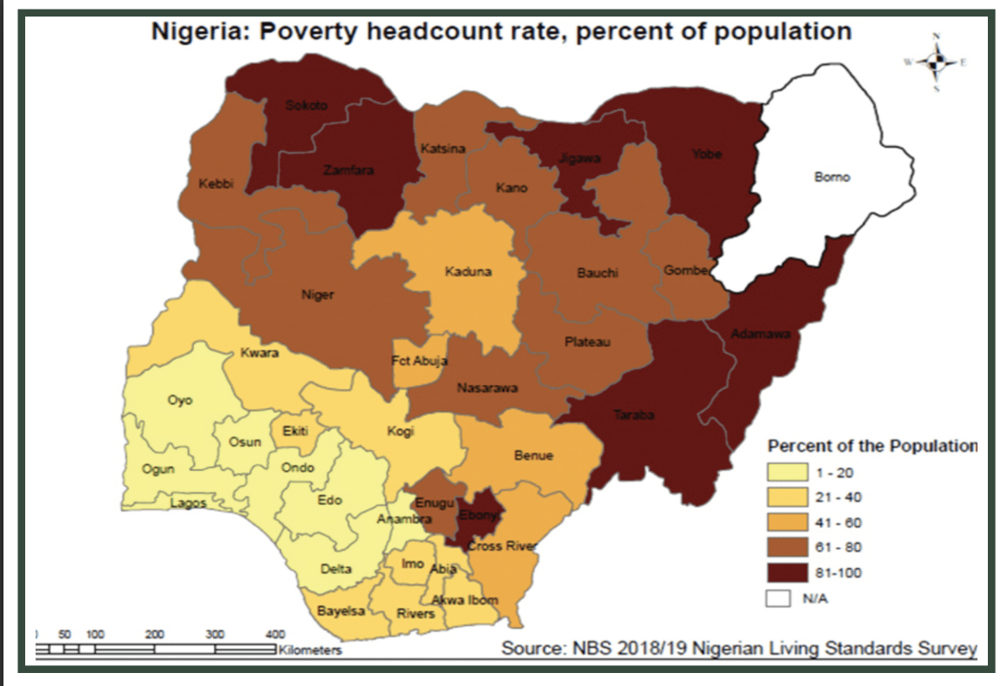 Nigeria: Poverty headcount rate, percent of population
N
W E
S
Sokoto
Katsina
Zamfara
Jigawa
Yobe
Kebbi
Kano
Borno
Kaduna
Bauchi
Gombe
Niger
Adamawa
Plateau
Kwara
Fct Abuja
Nasarawa
Oyo
Taraba
Ekiti
Kogi
Osun
Benue
Ogun
Ondo
Percent of the Population
1 - 20
21 - 40
41 - 60
61 - 80
81-100
N/A
Lagos
Edo
Enugu
Anambra
Ebony
Cross River
Imo
Abia
Delta
Akwa Ibom
Bayelsa
Rivers
0 50 100 200 300 400
Kilometers
Source: NBS 2018/19 Nigerian Living Standards Survey